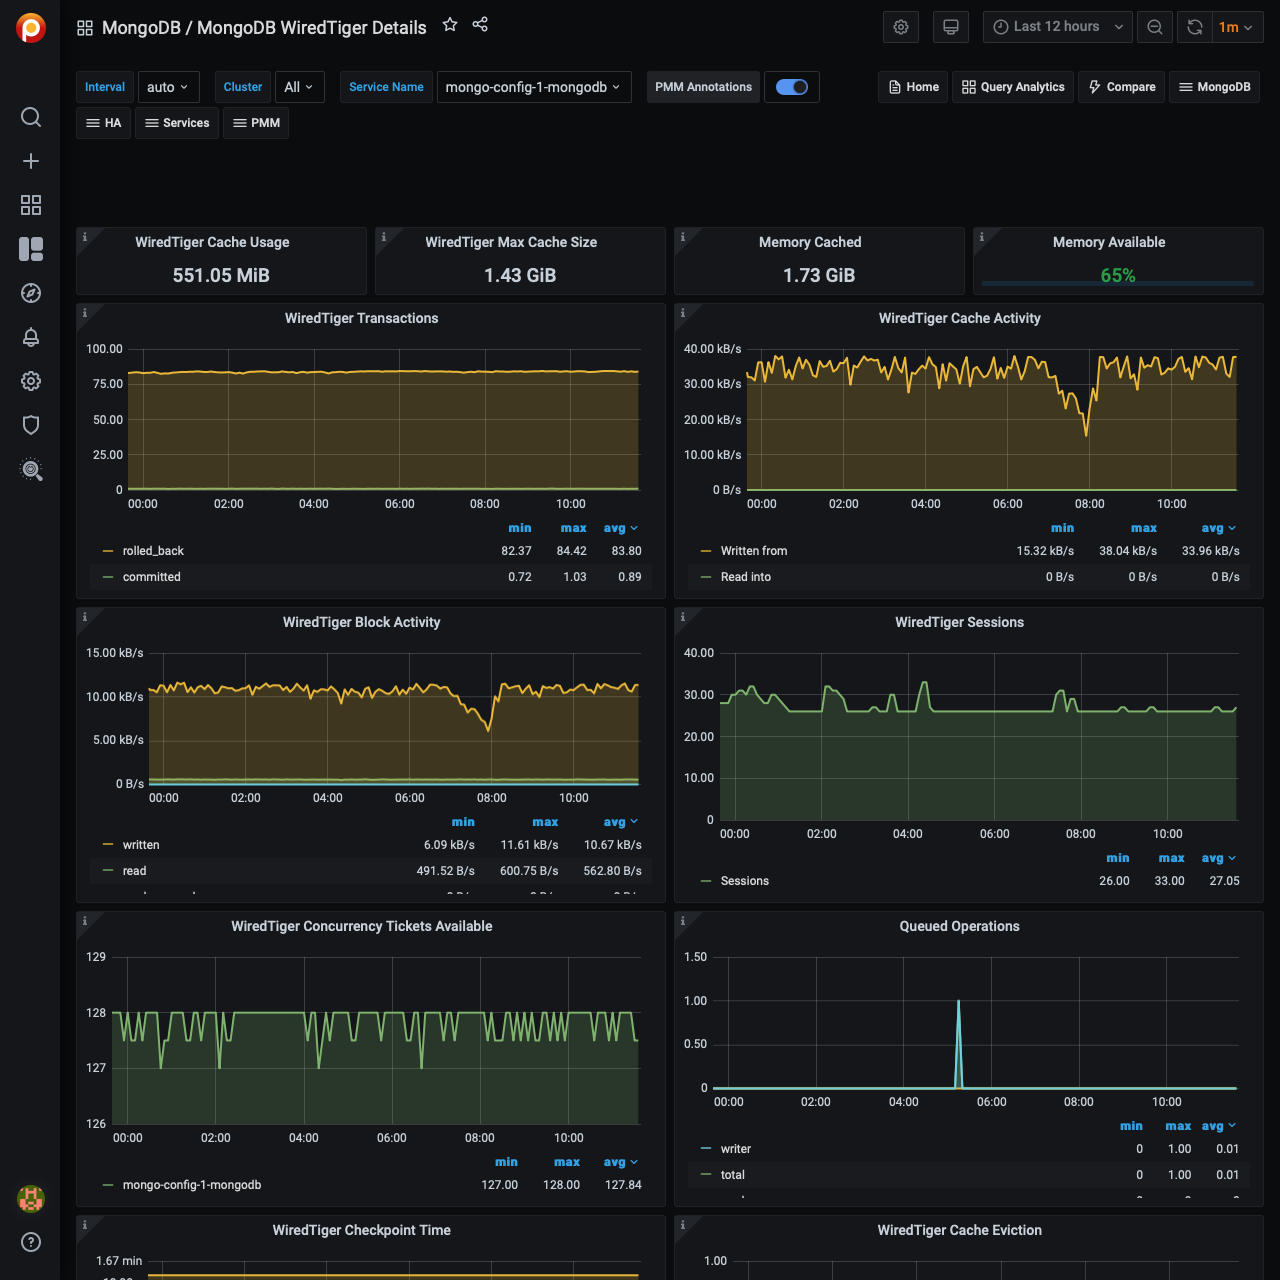 MongoDB / MongoDB WiredTiger Details
Last 12 hours
1m
Interval auto Cluster All Service Name mongo-config-1-mongodb PMM Annotations Home Query Analytics Compare MongoDB
HA Services PMM
WiredTiger Cache Usage
551.05 MiB
WiredTiger Max Cache Size
1.43 GiB
Memory Cached
1.73 GiB
Memory Available
65%
WiredTiger Transactions
100.00
75.00
50.00
25.00
0
00:00 02:00 04:00 06:00 08:00 10:00
min max avg
rolled_back 82.37 84.42 83.80
committed 0.72 1.03 0.89
WiredTiger Cache Activity
40.00 kB/s
30.00 kB/s
20.00 kB/s
10.00 kB/s
0 B/s
00:00 02:00 04:00 06:00 08:00 10:00
min max avg
Written from 15.32 kB/s 38.04 kB/s 33.96 kB/s
Read into 0 B/s 0 B/s 0 B/s
WiredTiger Block Activity
15.00 kB/s
10.00 kB/s
5.00 kB/s
0 B/s
00:00 02:00 04:00 06:00 08:00 10:00
min max avg
written 6.09 kB/s 11.61 kB/s 10.67 kB/s
read 491.52 B/s 600.75 B/s 562.80 B/s
WiredTiger Sessions
40.00
30.00
20.00
10.00
0
00:00 02:00 04:00 06:00 08:00 10:00
min max avg
Sessions 26.00 33.00 27.05
WiredTiger Concurrency Tickets Available
129
128
127
126
00:00 02:00 04:00 06:00 08:00 10:00
min max avg
mongo-config-1-mongodb 127.00 128.00 127.84
Queued Operations
1.50
1.00
0.50
0
00:00 02:00 04:00 06:00 08:00 10:00
min max avg
writer 0 1.00 0.01
total 0 1.00 0.01
WiredTiger Checkpoint Time
1.67 min
WiredTiger Cache Eviction
1.00